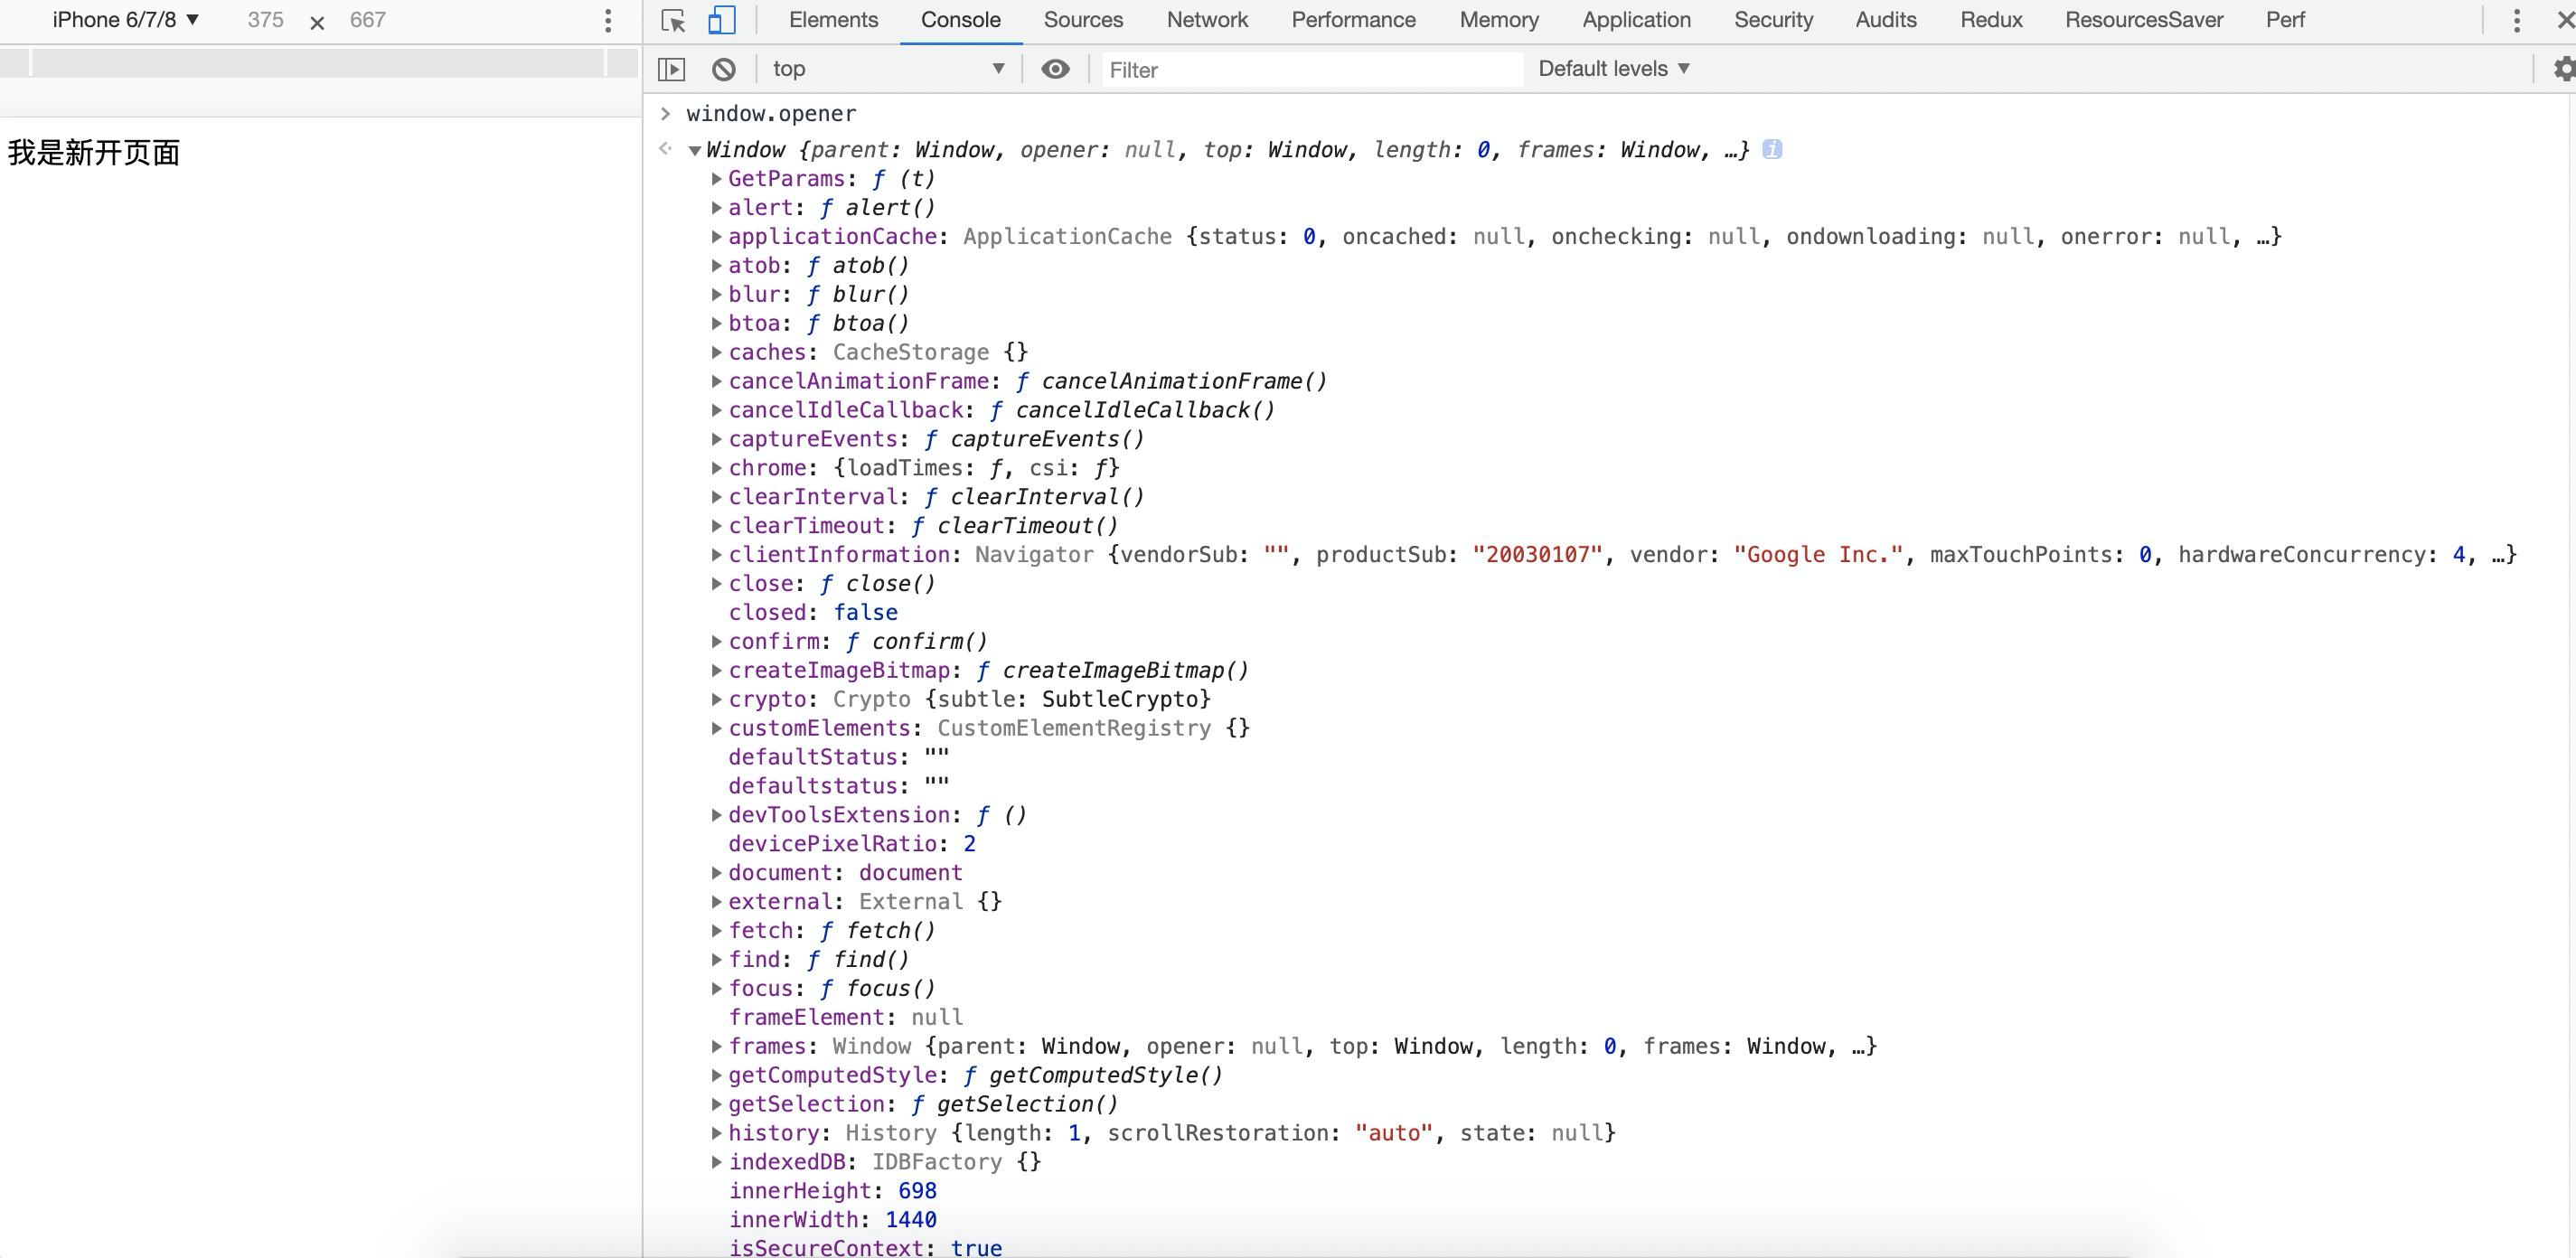 iPhone 6/7/8 ▼ 375 × 667
Elements Console Sources Network Performance Memory Application Security Audits Redux ResourcesSaver Perf
top ▼ Filter Default levels ▼
我是新开页面
> window.opener
▼Window {parent: Window, opener: null, top: Window, length: 0, frames: Window, …} i
▶GetParams: ƒ (t)
▶alert: ƒ alert()
▶applicationCache: ApplicationCache {status: 0, oncached: null, onchecking: null, ondownloading: null, onerror: null, …}
▶atob: ƒ atob()
▶blur: ƒ blur()
▶btoa: ƒ btoa()
▶caches: CacheStorage {}
▶cancelAnimationFrame: ƒ cancelAnimationFrame()
▶cancelIdleCallback: ƒ cancelIdleCallback()
▶captureEvents: ƒ captureEvents()
▶chrome: {loadTimes: ƒ, csi: ƒ}
▶clearInterval: ƒ clearInterval()
▶clearTimeout: ƒ clearTimeout()
▶clientInformation: Navigator {vendorSub: "", productSub: "20030107", vendor: "Google Inc.", maxTouchPoints: 0, hardwareConcurrency: 4, …}
▶close: ƒ close()
closed: false
▶confirm: ƒ confirm()
▶createImageBitmap: ƒ createImageBitmap()
▶crypto: Crypto {subtle: SubtleCrypto}
▶customElements: CustomElementRegistry {}
defaultStatus: ""
defaultstatus: ""
▶devToolsExtension: ƒ ()
devicePixelRatio: 2
▶document: document
▶external: External {}
▶fetch: ƒ fetch()
▶find: ƒ find()
▶focus: ƒ focus()
frameElement: null
▶frames: Window {parent: Window, opener: null, top: Window, length: 0, frames: Window, …}
▶getComputedStyle: ƒ getComputedStyle()
▶getSelection: ƒ getSelection()
▶history: History {length: 1, scrollRestoration: "auto", state: null}
▶indexedDB: IDBFactory {}
innerHeight: 698
innerWidth: 1440
isSecureContext: true